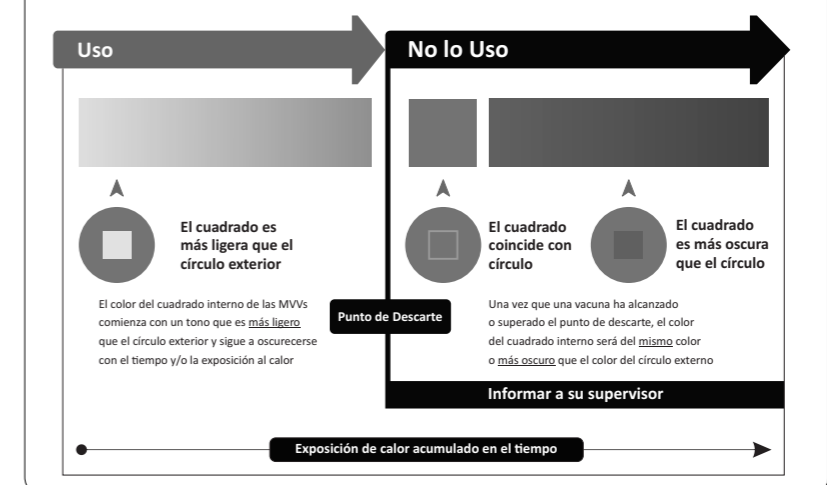 Uso
No lo Uso
El cuadrado es
más ligera que el
círculo exterior
El cuadrado
coincide con
círculo
El cuadrado
es más oscura
que el círculo
El color del cuadrado interno de las MVVs
comienza con un tono que es más ligero
que el círculo exterior y sigue a oscurecerse
con el tiempo y/o la exposición al calor
Punto de Descarte
Una vez que una vacuna ha alcanzado
o superado el punto de descarte, el color
del cuadrado interno será del mismo color
o más oscuro que el color del círculo externo
Informar a su supervisor
Exposición de calor acumulado en el tiempo